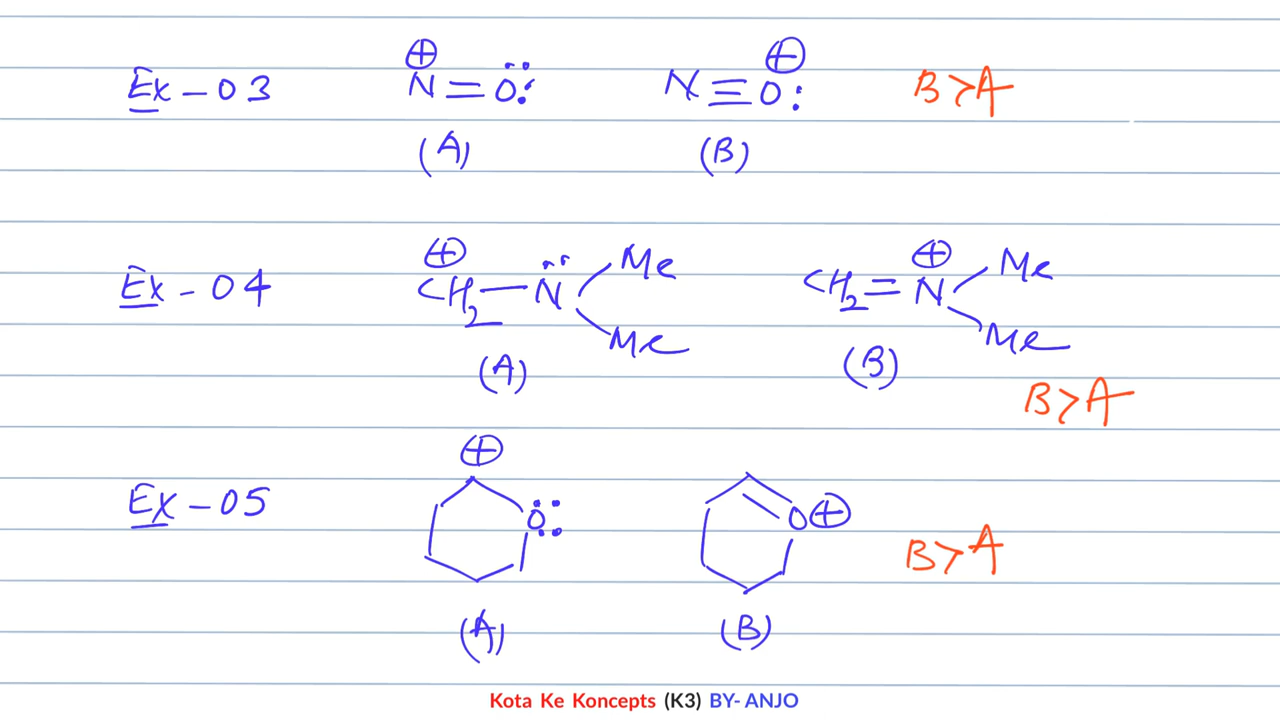 Ex - 03 ⊕N=Ö: N≡O⊕: B>A
(A) (B)
Ex - 04 ⊕CH2-N̈ Me Me CH2=N⊕ Me Me
(A) (B)
B>A
Ex - 05 ⊕ :O: O⊕ B>A
(A) (B)
Kota Ke Koncepts (K3) BY- ANJO